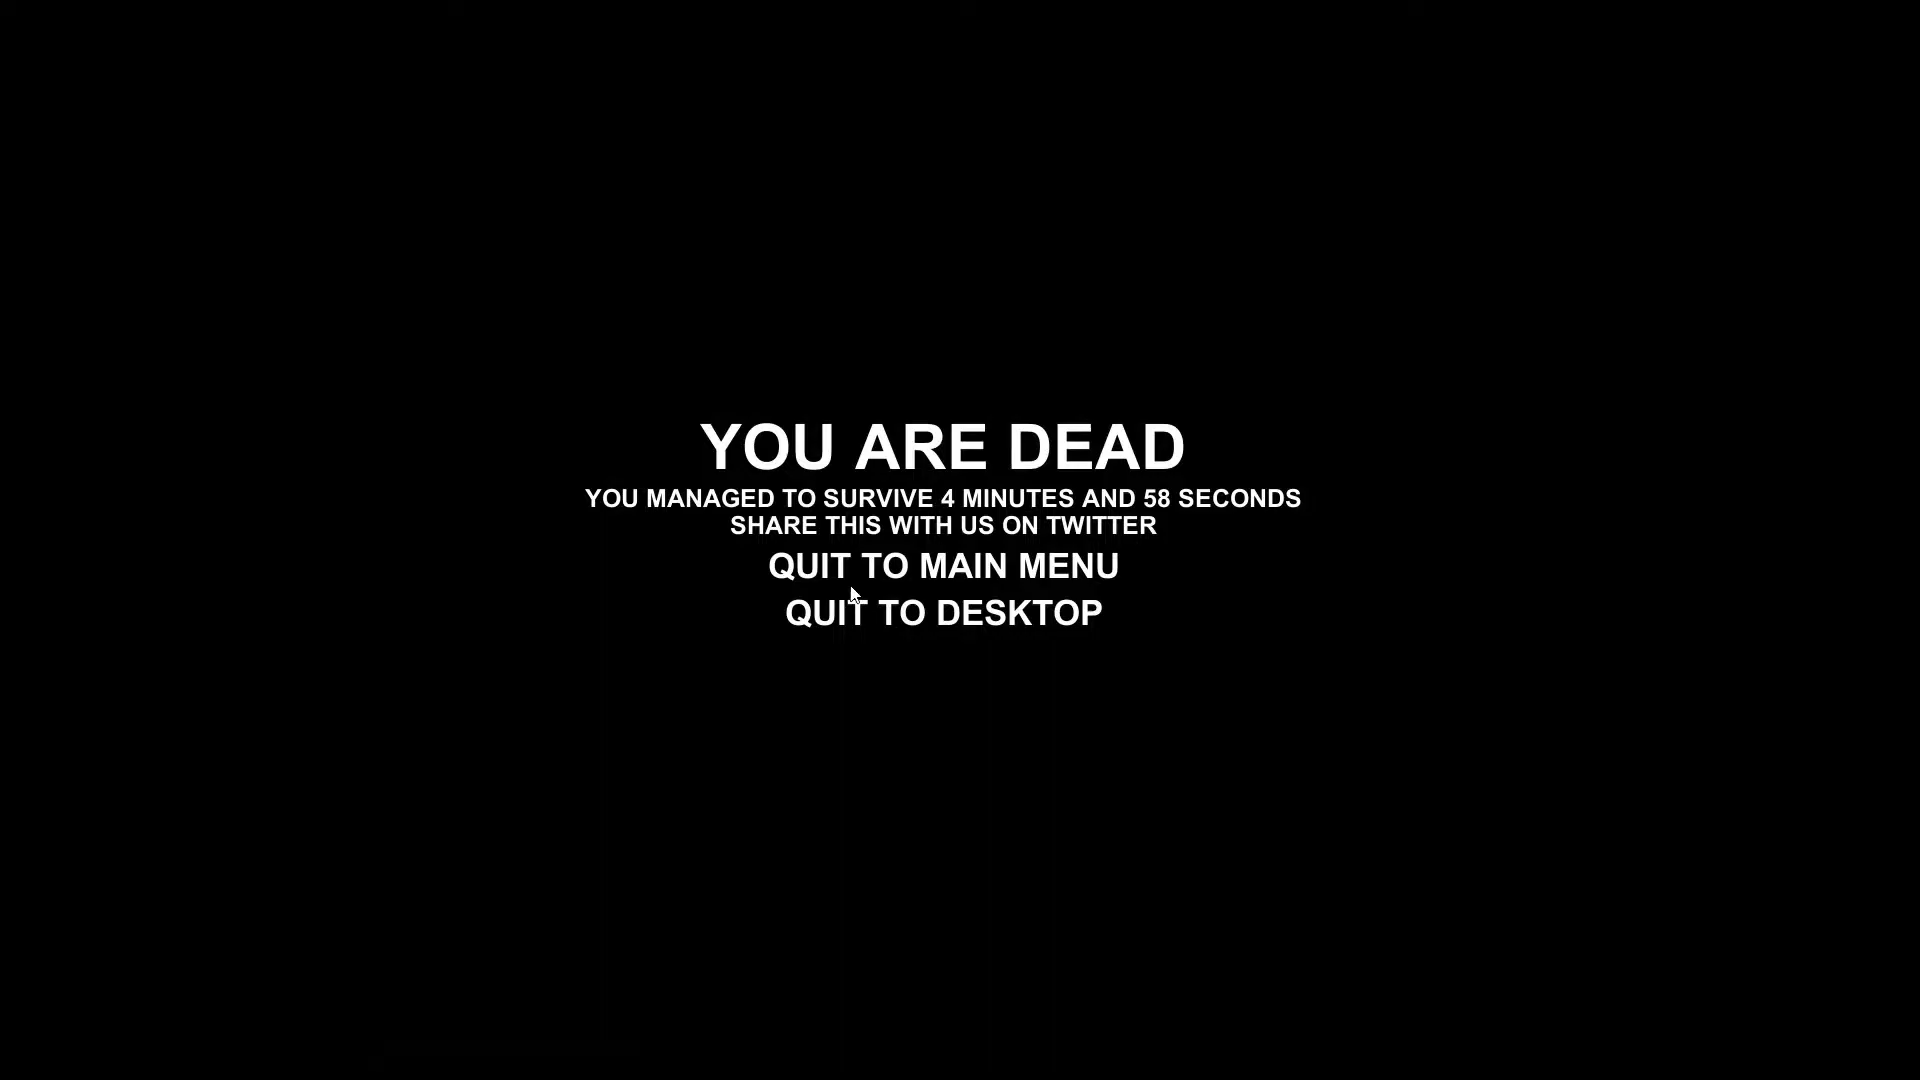 YOU ARE DEAD
YOU MANAGED TO SURVIVE 4 MINUTES AND 58 SECONDS
SHARE THIS WITH US ON TWITTER
QUIT TO MAIN MENU
QUIT TO DESKTOP